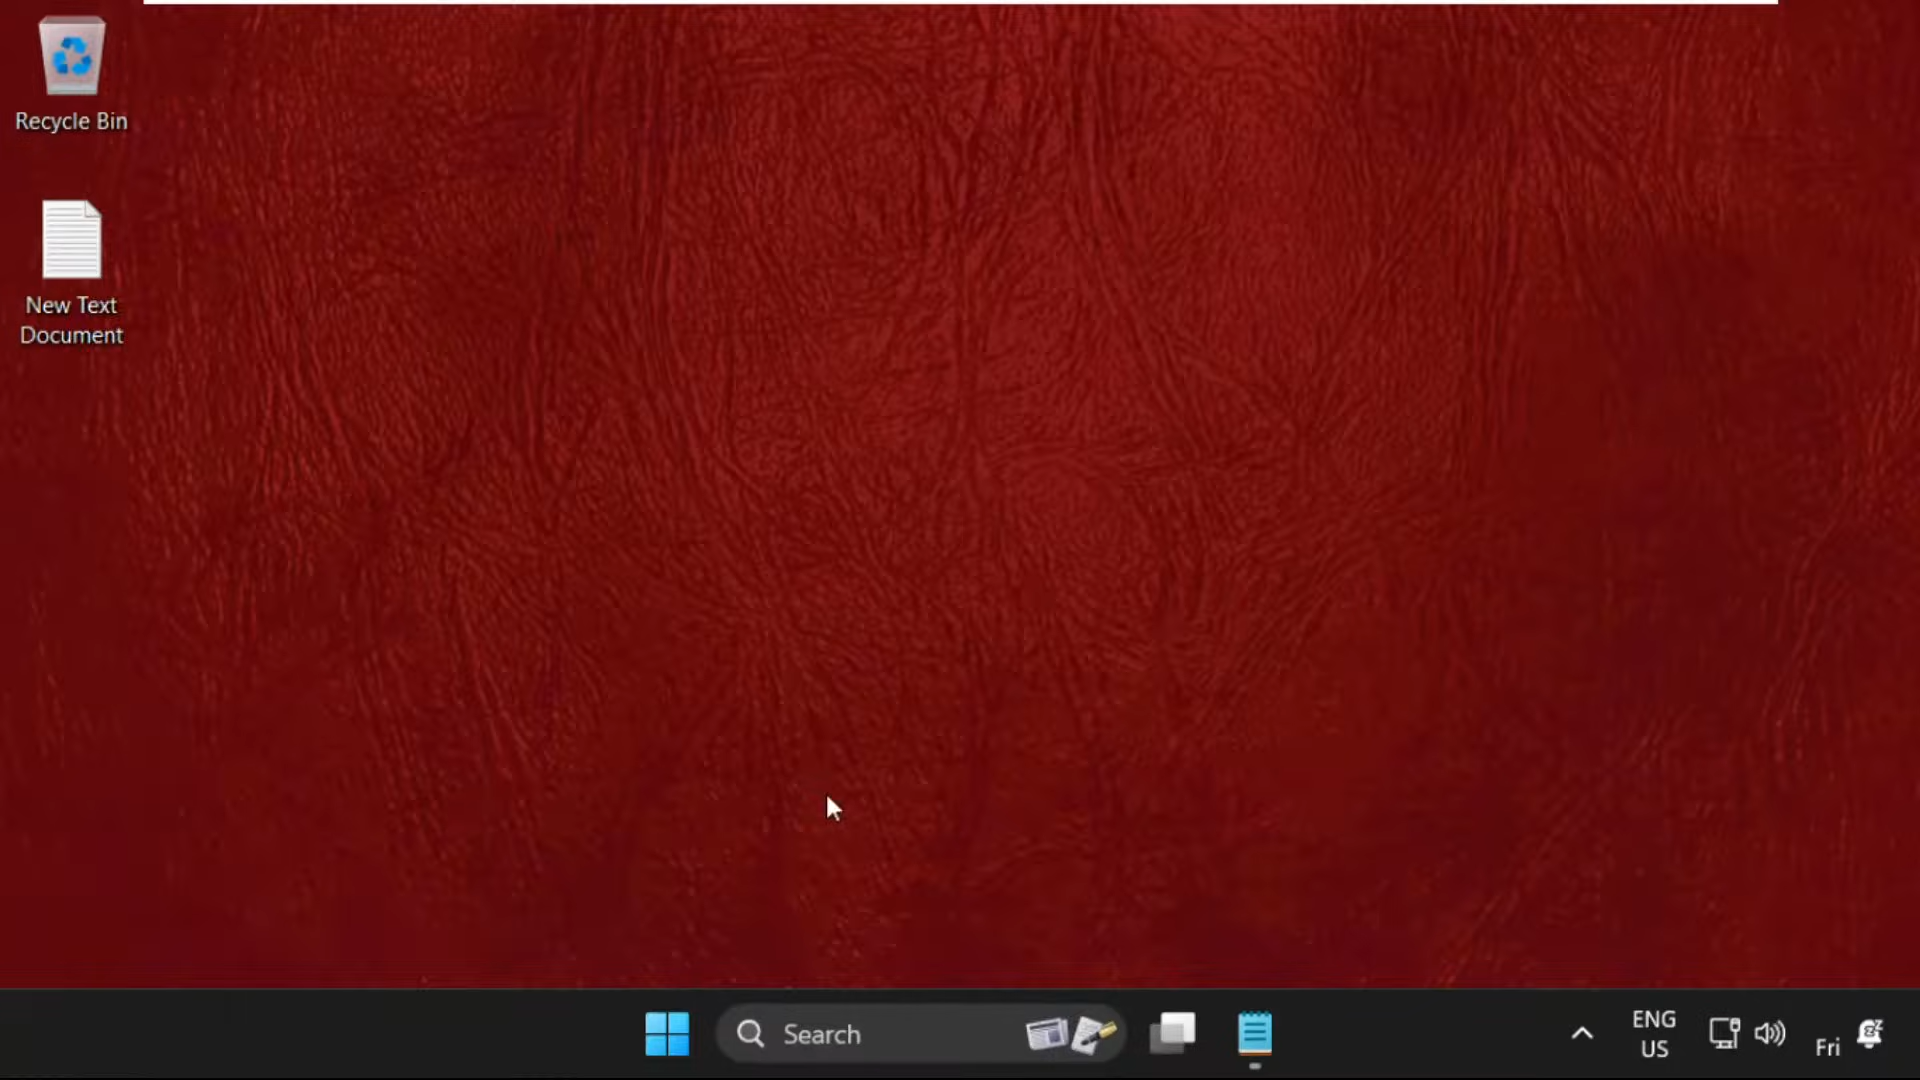 Recycle Bin
New Text
Document
Search
ENG
US
Fri